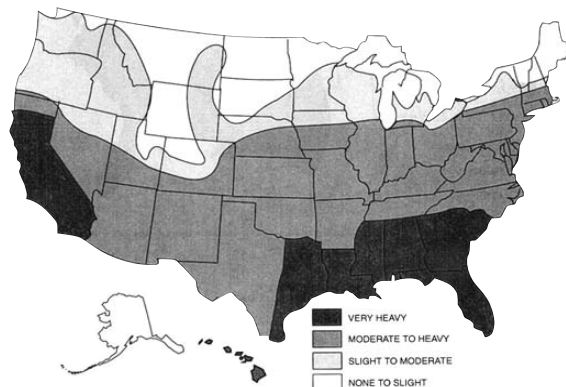 VERY HEAVY
MODERATE TO HEAVY
SLIGHT TO MODERATE
NONE TO SLIGHT